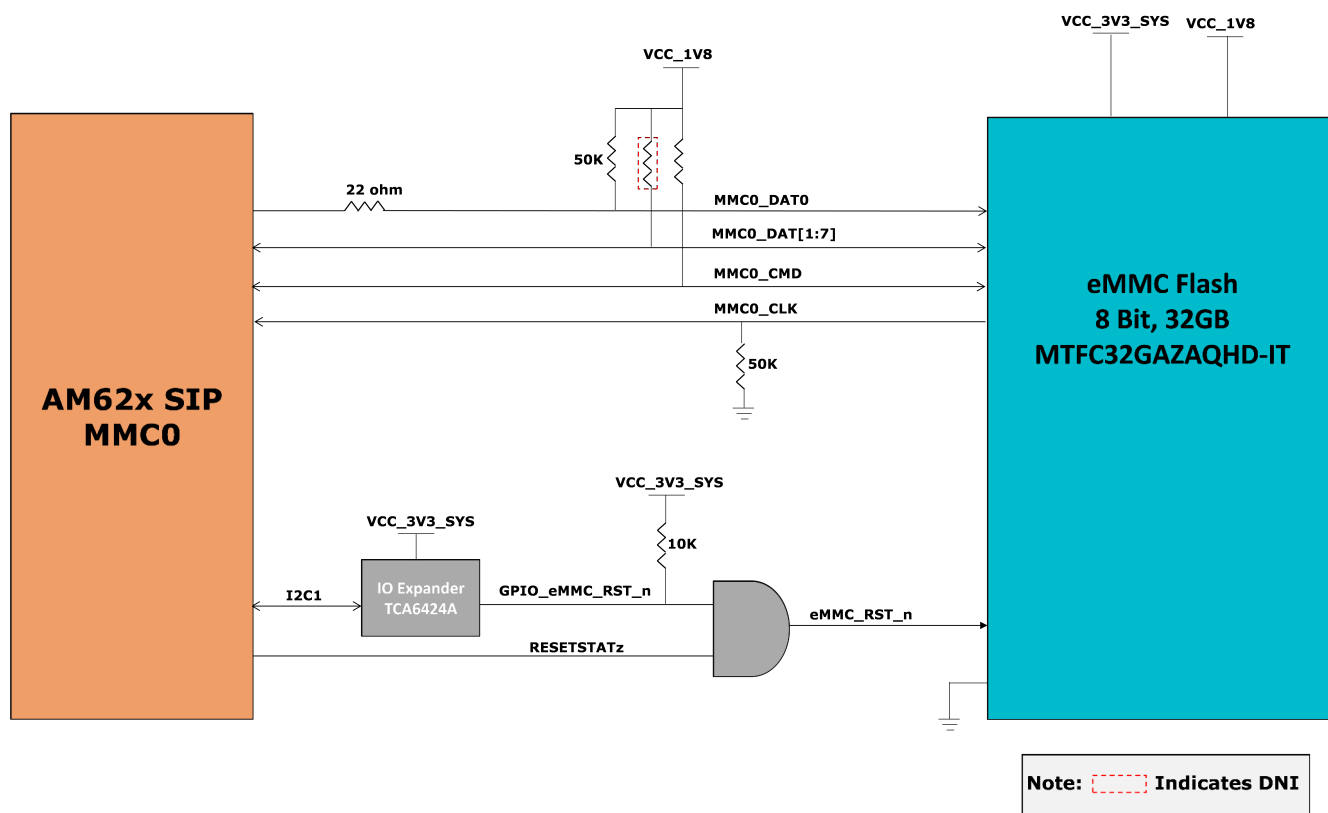 VCC_3V3_SYS
VCC_1V8
VCC_1V8
50K
22 ohm
MMC0_DAT0
MMC0_DAT[1:7]
MMC0_CMD
MMC0_CLK
50K
eMMC Flash
8 Bit, 32GB
MTFC32GAZAQHD-IT
AM62x SIP
MMC0
VCC_3V3_SYS
10K
VCC_3V3_SYS
IO Expander
TCA6424A
I2C1
GPIO_eMMC_RST_n
RESETSTATz
eMMC_RST_n
Note: Indicates DNI